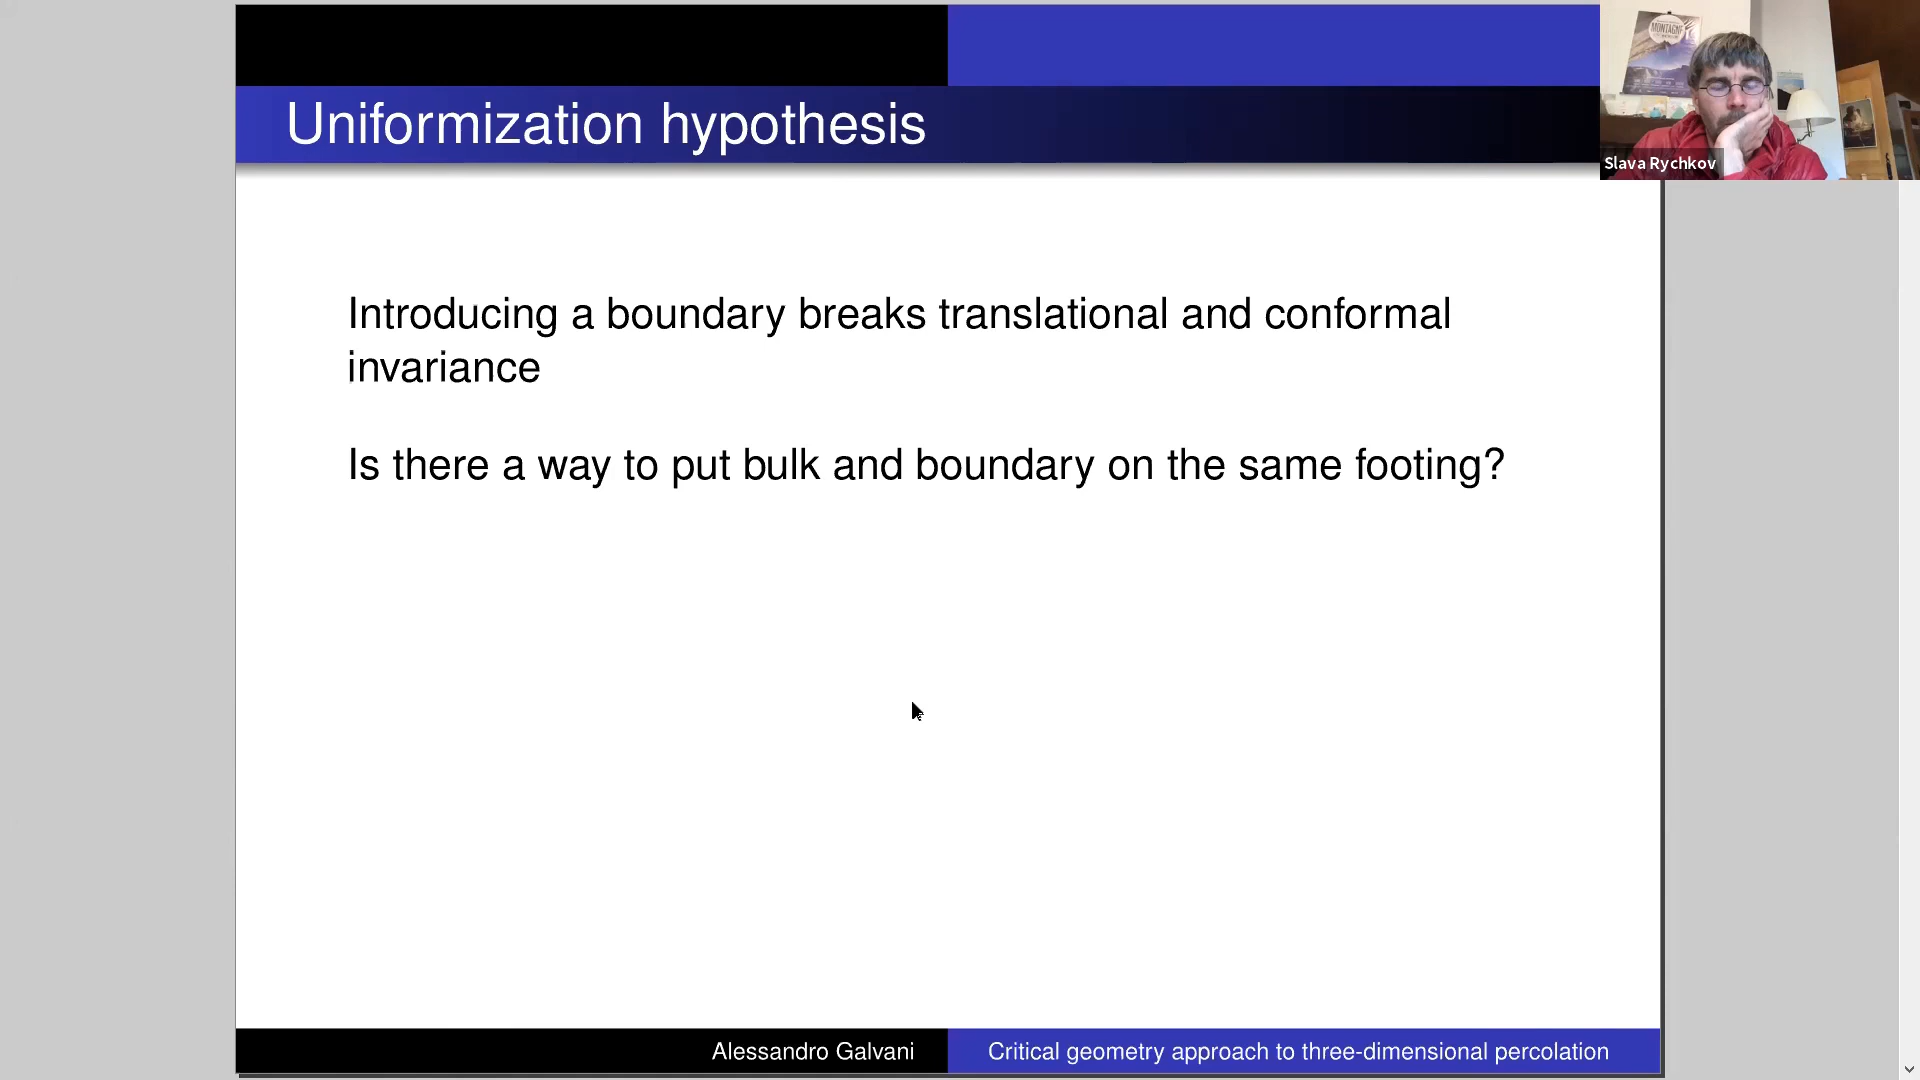 Uniformization hypothesis
MONTAGNE
Slava Rychkov
Introducing a boundary breaks translational and conformal
invariance
Is there a way to put bulk and boundary on the same footing?
Alessandro Galvani
Critical geometry approach to three-dimensional percolation